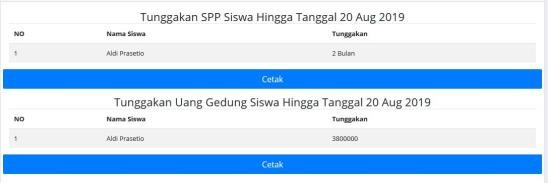 Tunggakan SPP Siswa Hingga Tanggal 20 Aug 2019
NO Nama Siswa Tunggakan
1 Aldi Prasetio 2 Bulan
Cetak
Tunggakan Uang Gedung Siswa Hingga Tanggal 20 Aug 2019
NO Nama Siswa Tunggakan
1 Aldi Prasetio 3800000
Cetak